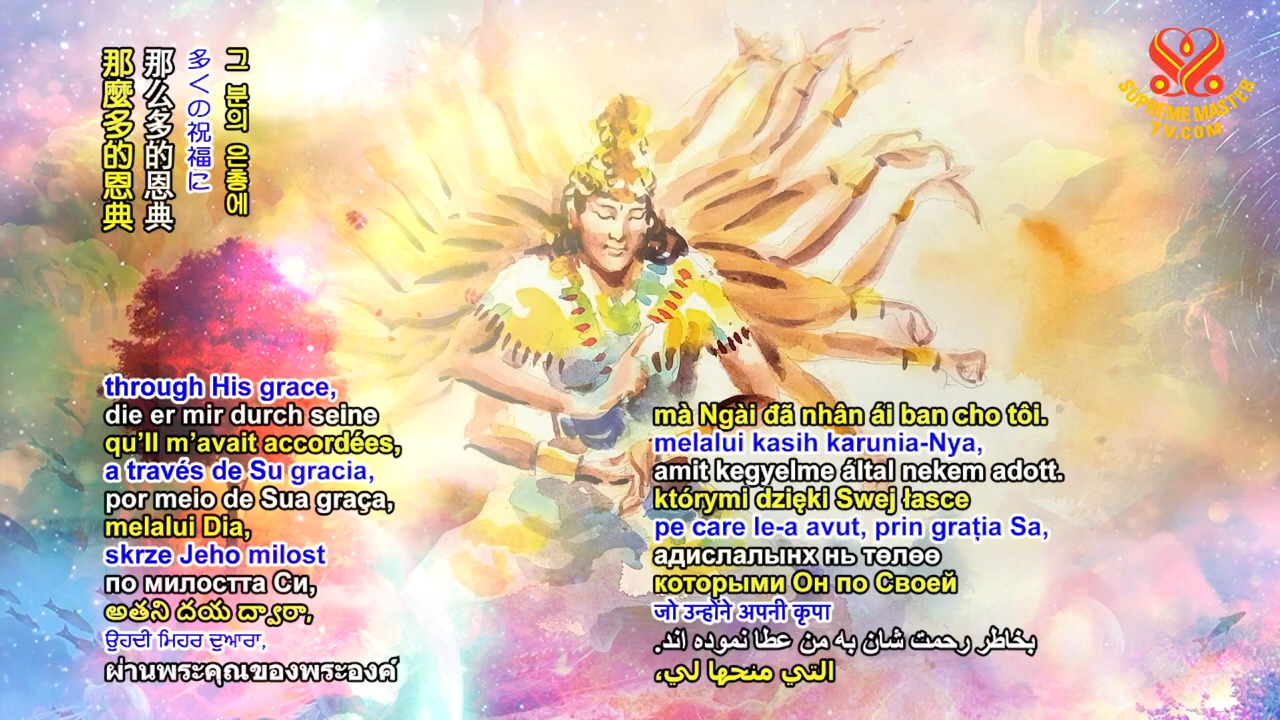 那麼多的恩典
那么多的恩典
多くの祝福に
그 분의 은총에
SUPREME MASTER
TV.COM
through His grace,
die er mir durch seine
qu’Il m’avait accordées,
a través de Su gracia,
por meio de Sua graça,
melalui Dia,
skrze Jeho milost
по милостта Си,
అతని దయ ద్వారా,
ਉਹਦੀ ਮਿਹਰ ਦੁਆਰਾ,
ผ่านพระคุณของพระองค์
mà Ngài đã nhân ái ban cho tôi.
melalui kasih karunia-Nya,
amit kegyelme által nekem adott.
którymi dzięki Swej łasce
pe care le-a avut, prin grația Sa,
адислалынх нь төлөө
которыми Он по Своей
जो उन्होंने अपनी कृपा
بخاطر رحمت شان به من عطا نموده اند.
التي منحها لي،